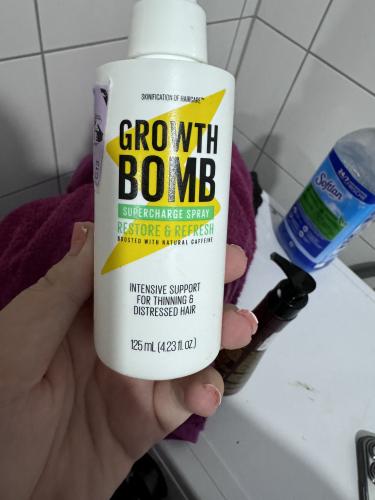 SKINIFICATION OF HAIRCARE™
GROWTH
BOMB
SUPERCHARGE SPRAY
RESTORE & REFRESH
BOOSTED WITH NATURAL CAFFEINE
INTENSIVE SUPPORT
FOR THINNING &
DISTRESSED HAIR
125 mL (4.23 fl. oz.)
Softlan